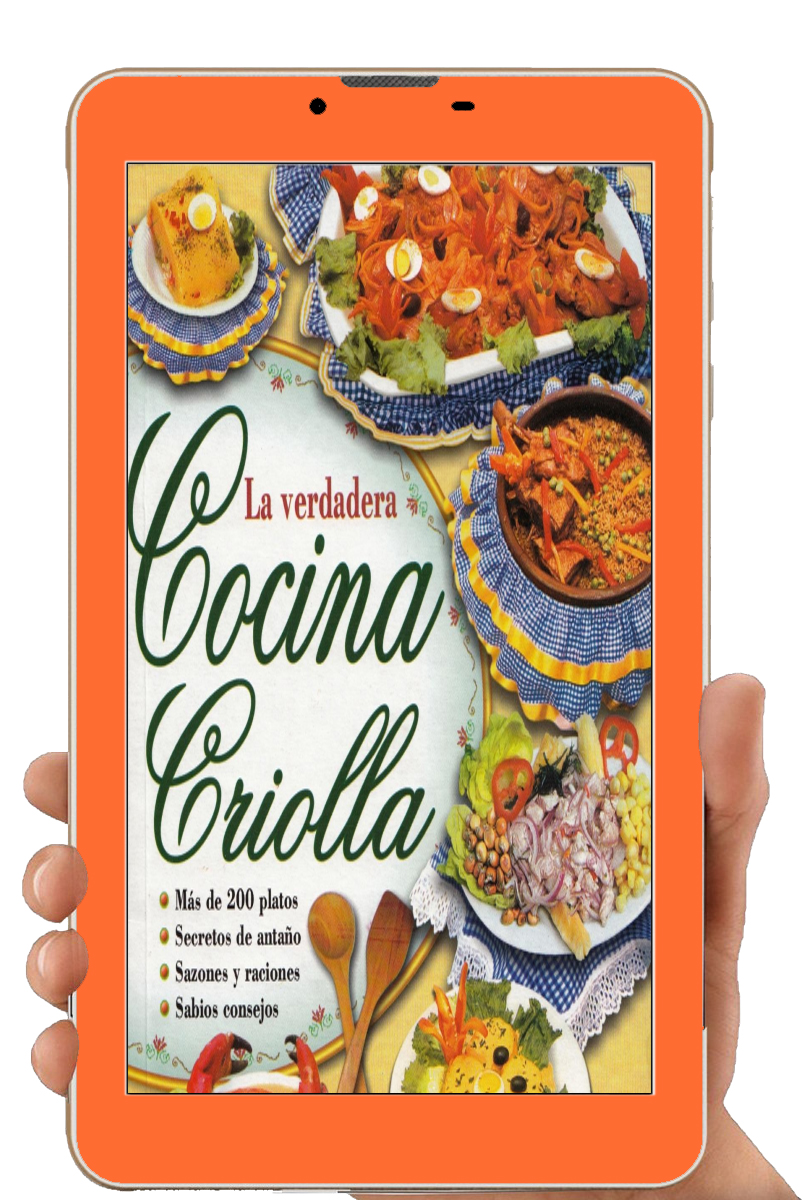 La verdadera
Cocina
Criolla
Más de 200 platos
Secretos de antaño
Sazones y raciones
Sabios consejos